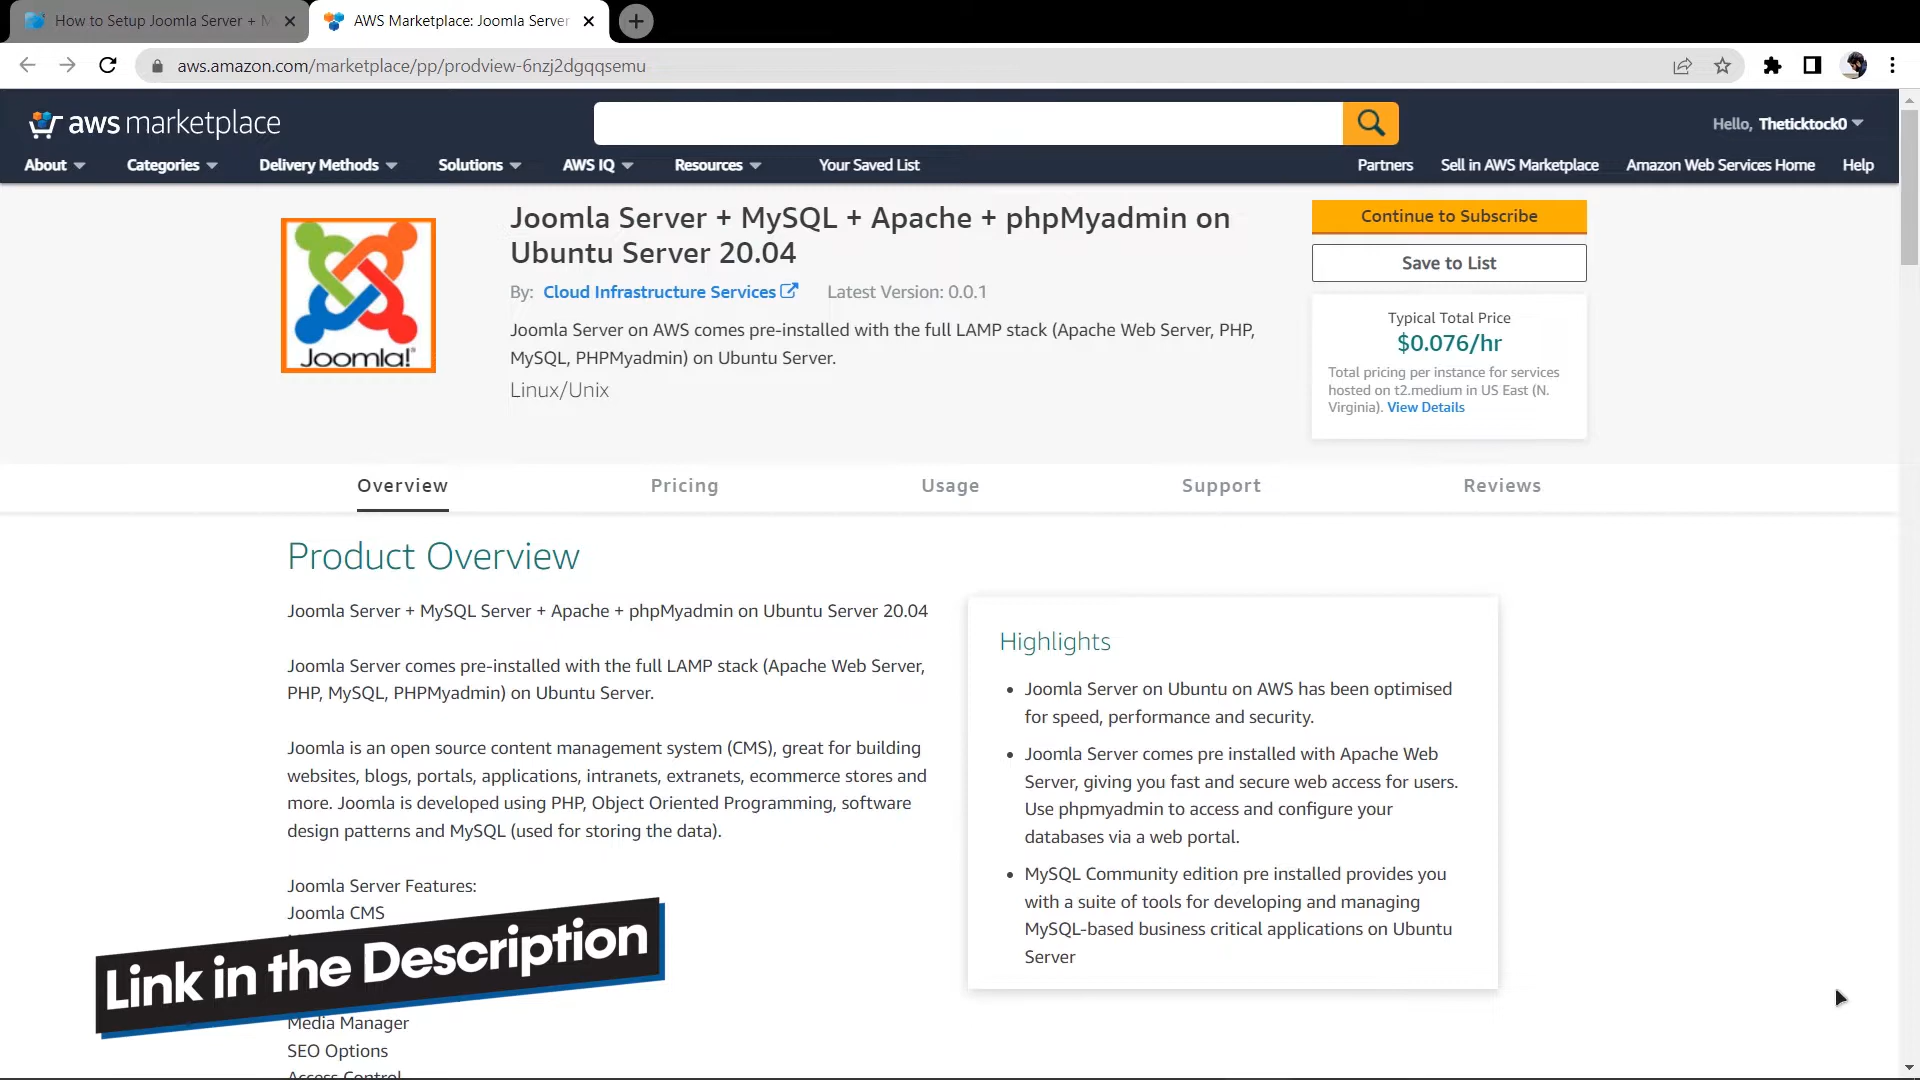 How to Setup Joomla Server + M
AWS Marketplace: Joomla Server
aws.amazon.com/marketplace/pp/prodview-6nzj2dgqqsemu
aws marketplace
Hello, Theticktock0
About
Categories
Delivery Methods
Solutions
AWS IQ
Resources
Your Saved List
Partners
Sell in AWS Marketplace
Amazon Web Services Home
Help
Joomla!
Joomla Server + MySQL + Apache + phpMyadmin on
Ubuntu Server 20.04
By: Cloud Infrastructure Services
Latest Version: 0.0.1
Joomla Server on AWS comes pre-installed with the full LAMP stack (Apache Web Server, PHP,
MySQL, PHPMyadmin) on Ubuntu Server.
Linux/Unix
Continue to Subscribe
Save to List
Typical Total Price
$0.076/hr
Total pricing per instance for services
hosted on t2.medium in US East (N.
Virginia). View Details
Overview
Pricing
Usage
Support
Reviews
Product Overview
Joomla Server + MySQL Server + Apache + phpMyadmin on Ubuntu Server 20.04
Joomla Server comes pre-installed with the full LAMP stack (Apache Web Server,
PHP, MySQL, PHPMyadmin) on Ubuntu Server.
Joomla is an open source content management system (CMS), great for building
websites, blogs, portals, applications, intranets, extranets, ecommerce stores and
more. Joomla is developed using PHP, Object Oriented Programming, software
design patterns and MySQL (used for storing the data).
Joomla Server Features:
Joomla CMS
Link in the Description
Media Manager
SEO Options
Access Control
Highlights
• Joomla Server on Ubuntu on AWS has been optimised
for speed, performance and security.
• Joomla Server comes pre installed with Apache Web
Server, giving you fast and secure web access for users.
Use phpmyadmin to access and configure your
databases via a web portal.
• MySQL Community edition pre installed provides you
with a suite of tools for developing and managing
MySQL-based business critical applications on Ubuntu
Server